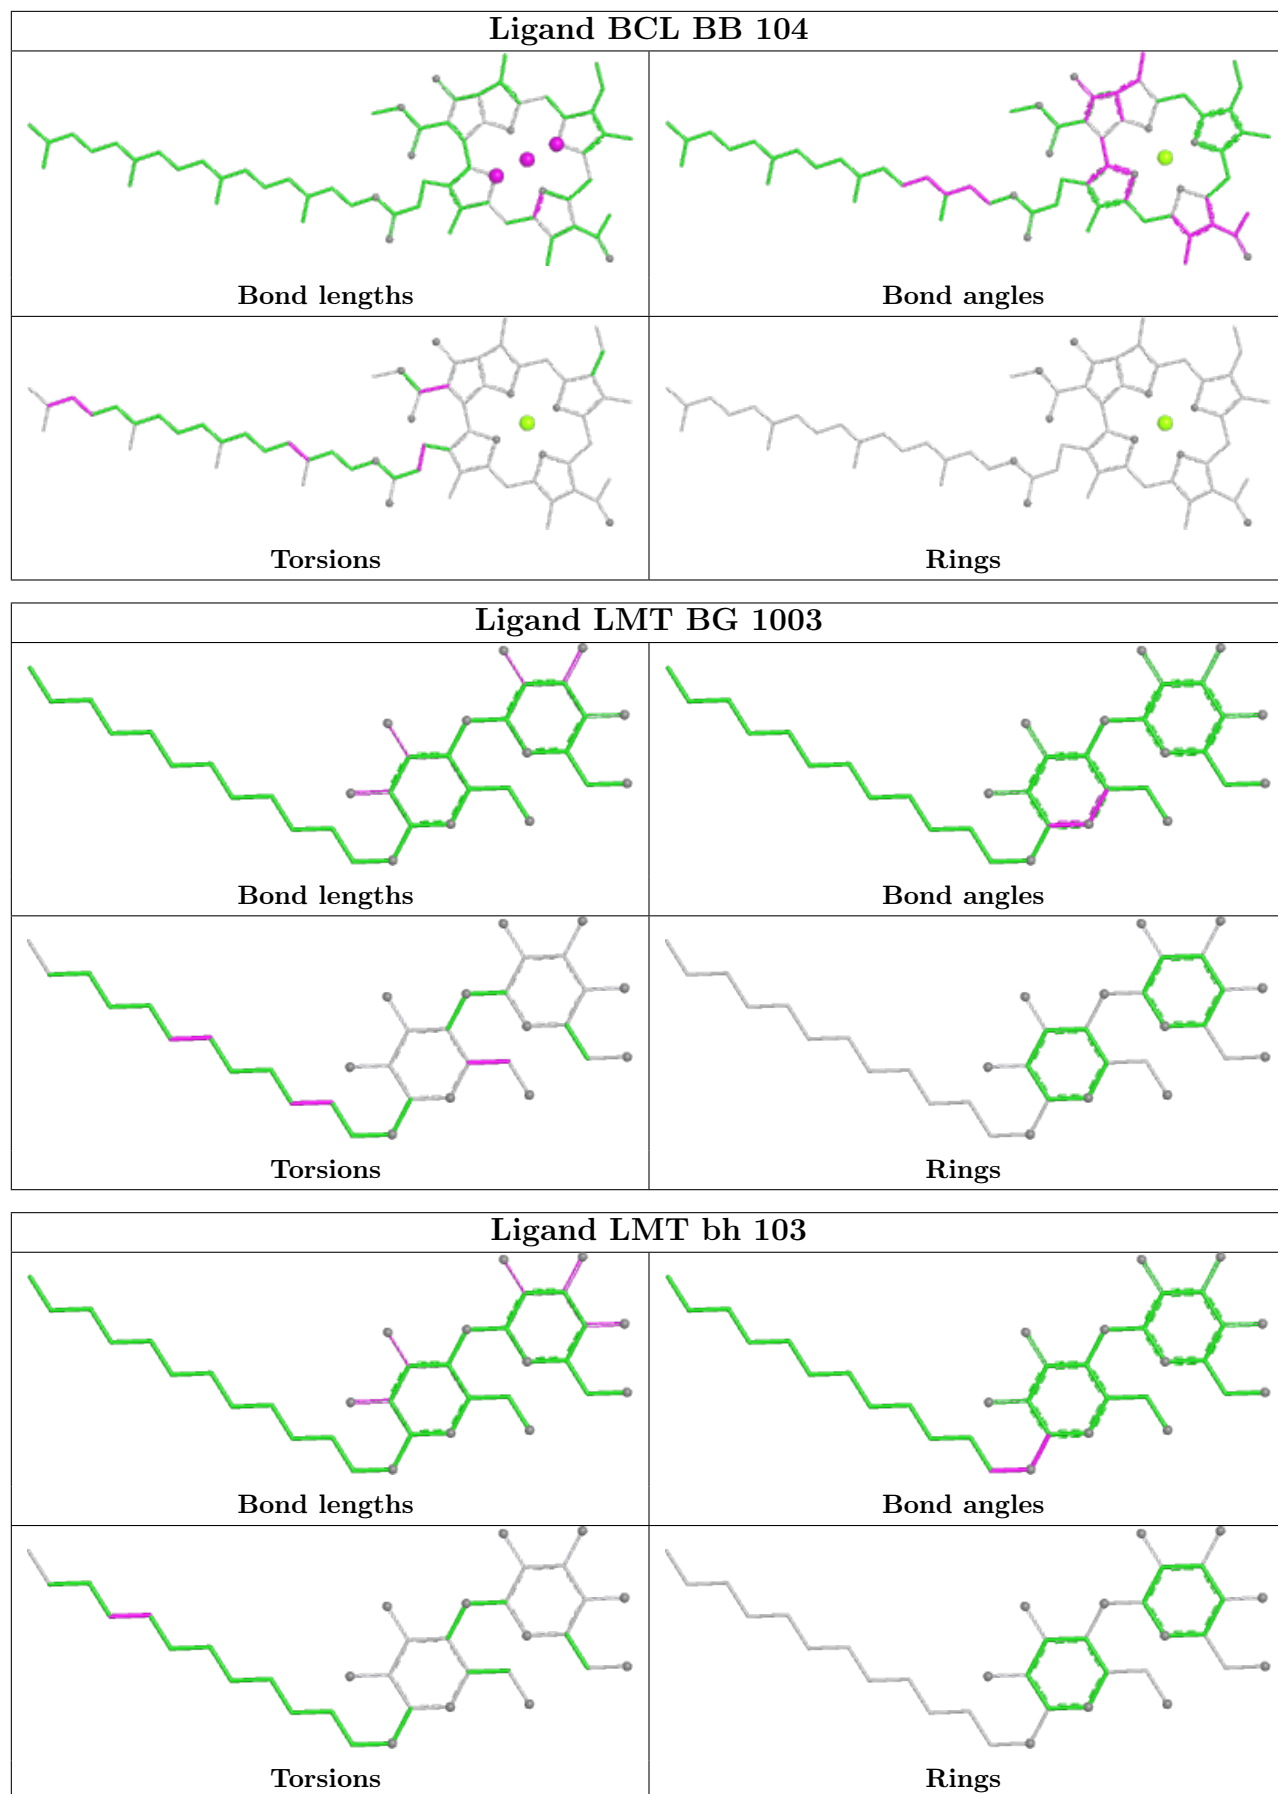 Ligand BCL BB 104
Bond lengths
Bond angles
Torsions
Rings
Ligand LMT BG 1003
Bond lengths
Bond angles
Torsions
Rings
Ligand LMT bh 103
Bond lengths
Bond angles
Torsions
Rings